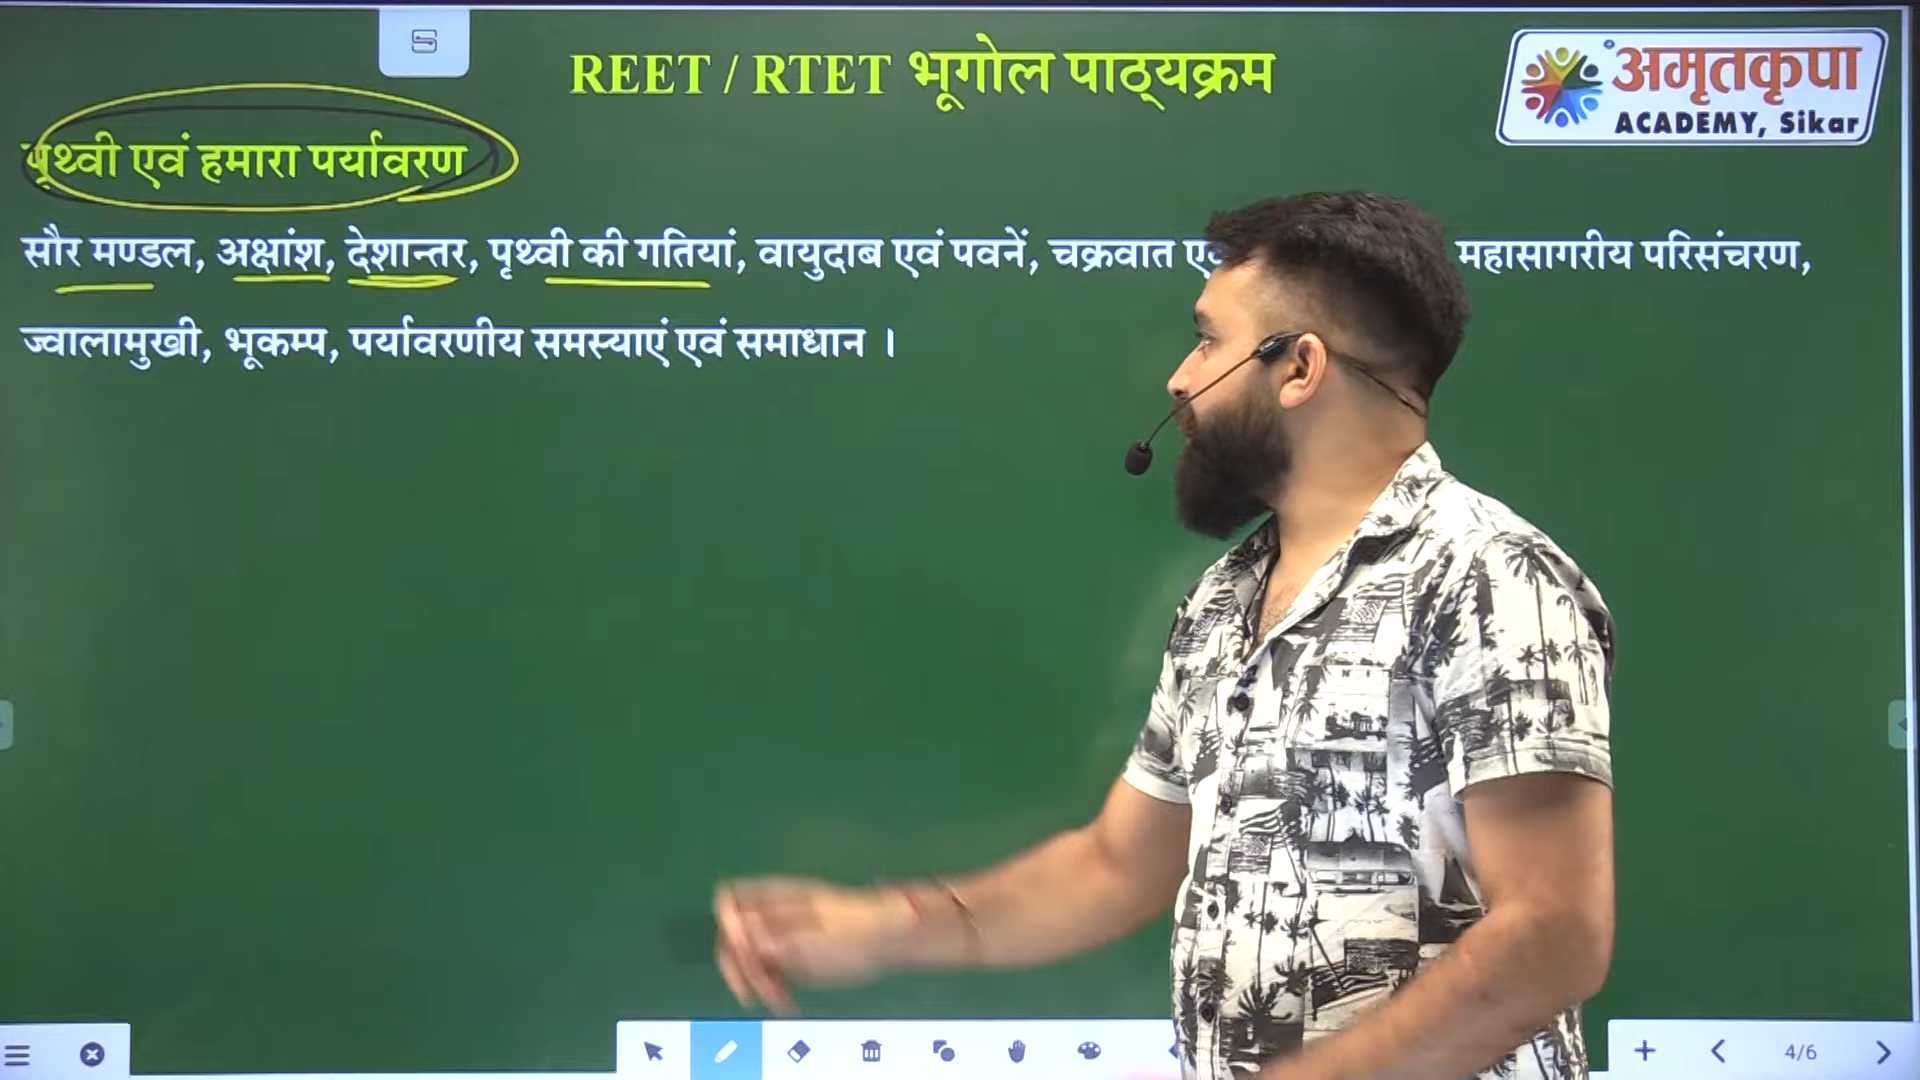 REET / RTET भूगोल पाठ्यक्रम
अमृतकृपा
ACADEMY, Sikar
पृथ्वी एवं हमारा पर्यावरण
सौर मण्डल, अक्षांश, देशान्तर, पृथ्वी की गतियां, वायुदाब एवं पवनें, चक्रवात महासागरीय परिसंचरण,
ज्वालामुखी, भूकम्प, पर्यावरणीय समस्याएं एवं समाधान ।
4/6